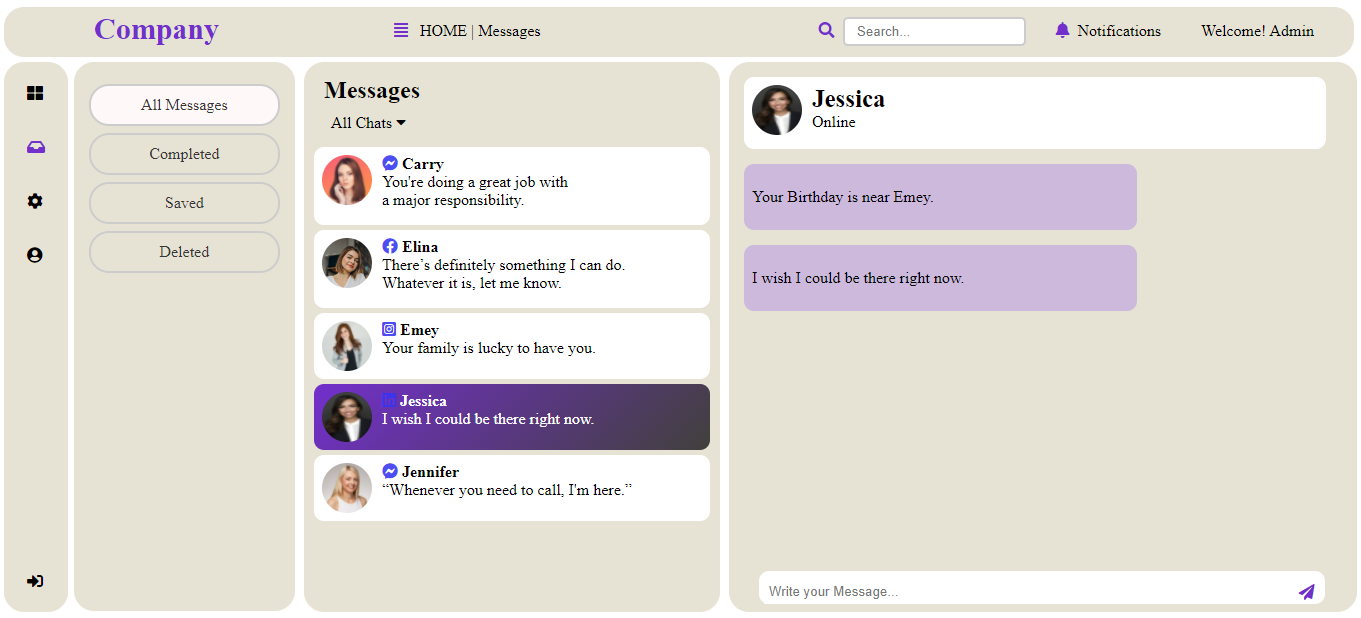 Company
HOME | Messages
Search...
Notifications
Welcome! Admin
All Messages
Completed
Saved
Deleted
Messages
All Chats
Carry
You're doing a great job with
a major responsibility.
Elina
There’s definitely something I can do.
Whatever it is, let me know.
Emey
Your family is lucky to have you.
Jessica
I wish I could be there right now.
Jennifer
“Whenever you need to call, I'm here.”
Jessica
Online
Your Birthday is near Emey.
I wish I could be there right now.
Write your Message...